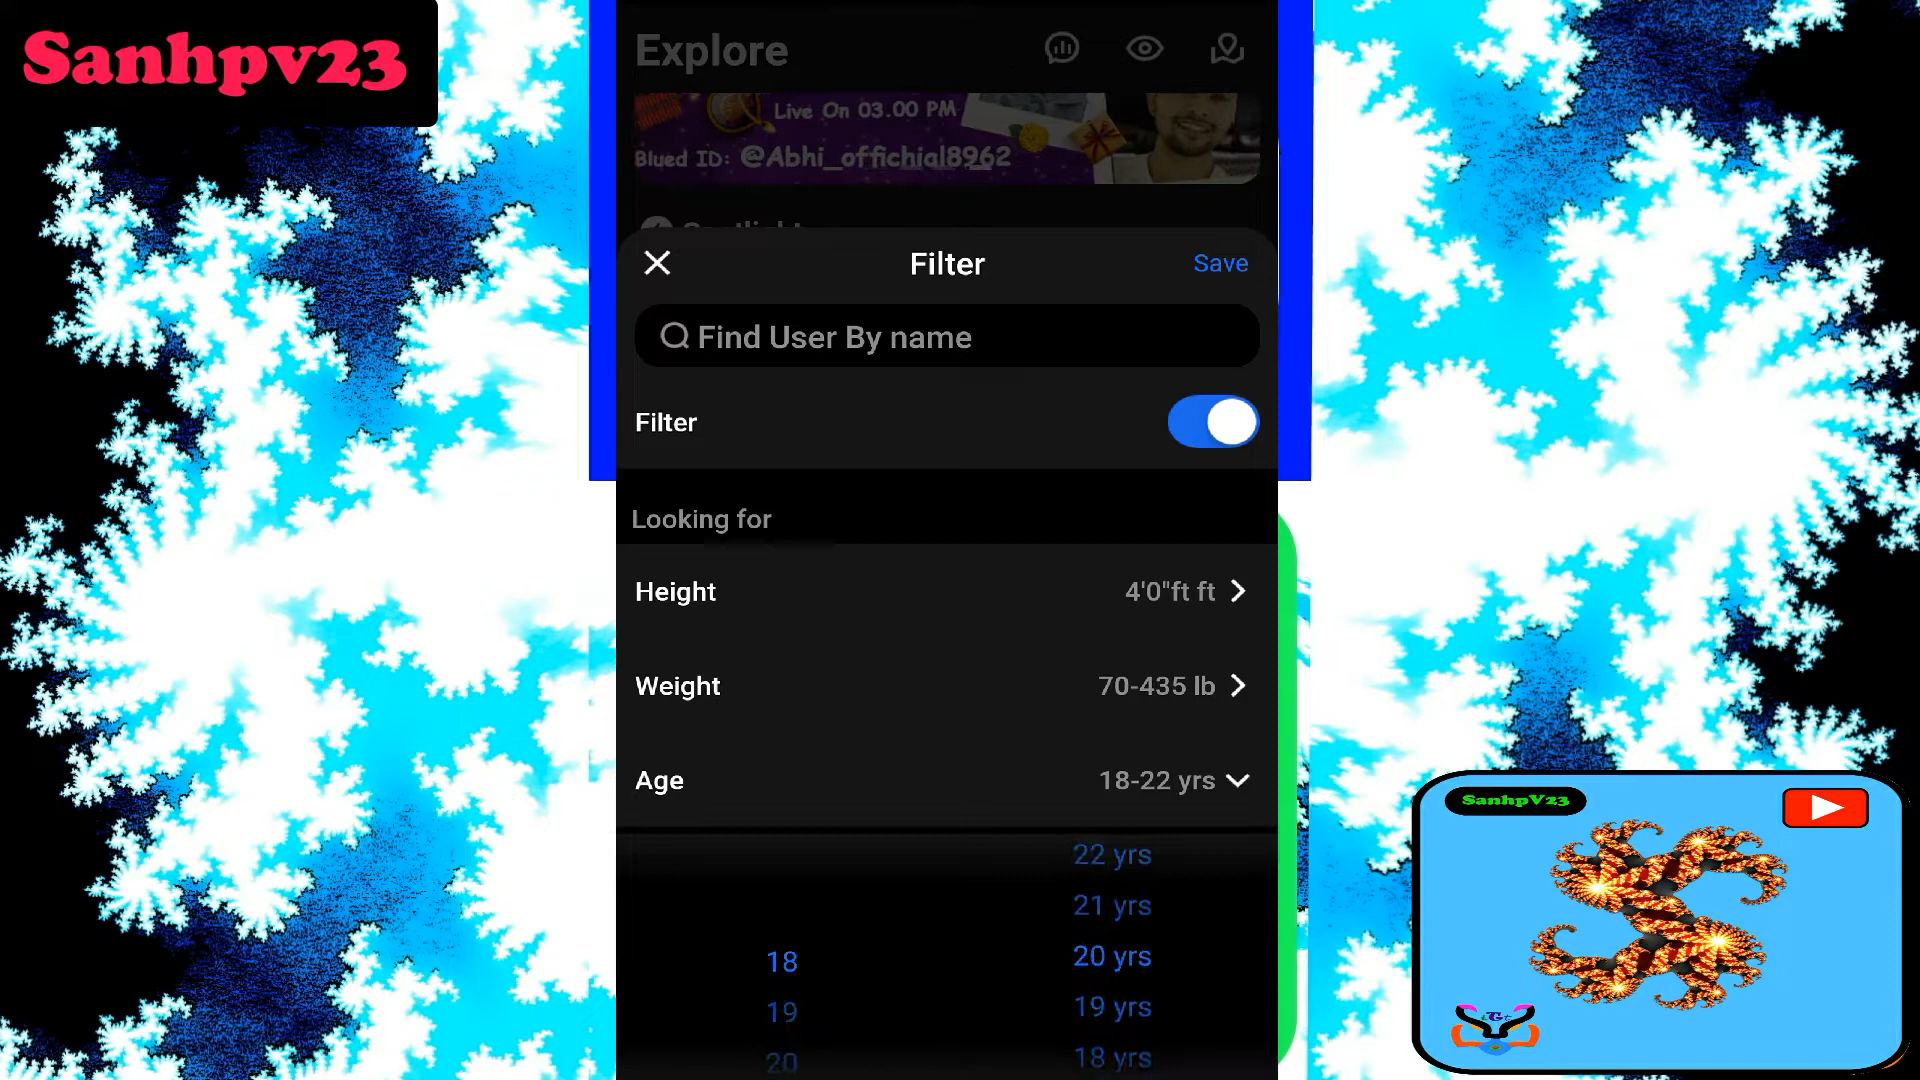 Sanhpv23
Explore
Live On 03.00 PM
Blued ID: @Abhi_offichial8962
Spotlight
Filter
Save
Find User By name
Filter
Looking for
Height
4'0"ft ft
Weight
70-435 lb
Age
18-22 yrs
22 yrs
21 yrs
18
20 yrs
19
19 yrs
20
18 yrs
SanhpV23